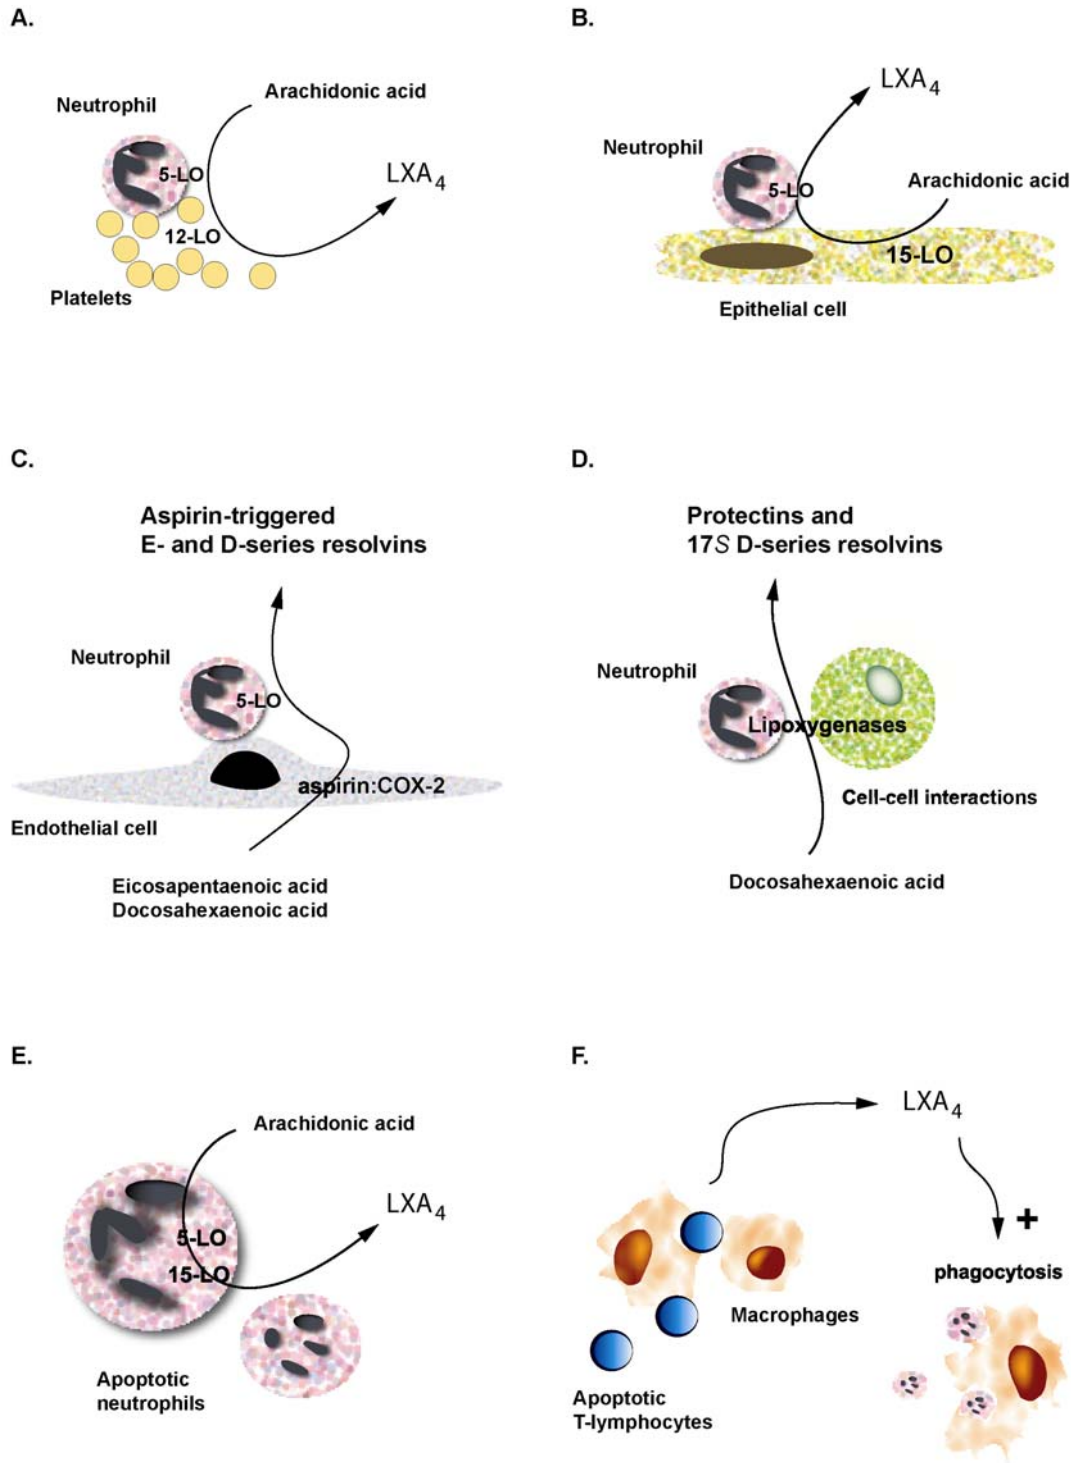 A.
Neutrophil
Arachidonic acid
5-LO
LXA4
12-LO
Platelets
B.
LXA4
Neutrophil
5-LO
Arachidonic acid
15-LO
Epithelial cell
C.
Aspirin-triggered
E- and D-series resolvins
Neutrophil
5-LO
aspirin:COX-2
Endothelial cell
Eicosapentaenoic acid
Docosahexaenoic acid
D.
Protectins and
17S D-series resolvins
Neutrophil
Lipoxygenases
Cell-cell interactions
Docosahexaenoic acid
E.
Arachidonic acid
LXA4
5-LO
15-LO
Apoptotic
neutrophils
F.
LXA4
+
phagocytosis
Macrophages
Apoptotic
T-lymphocytes